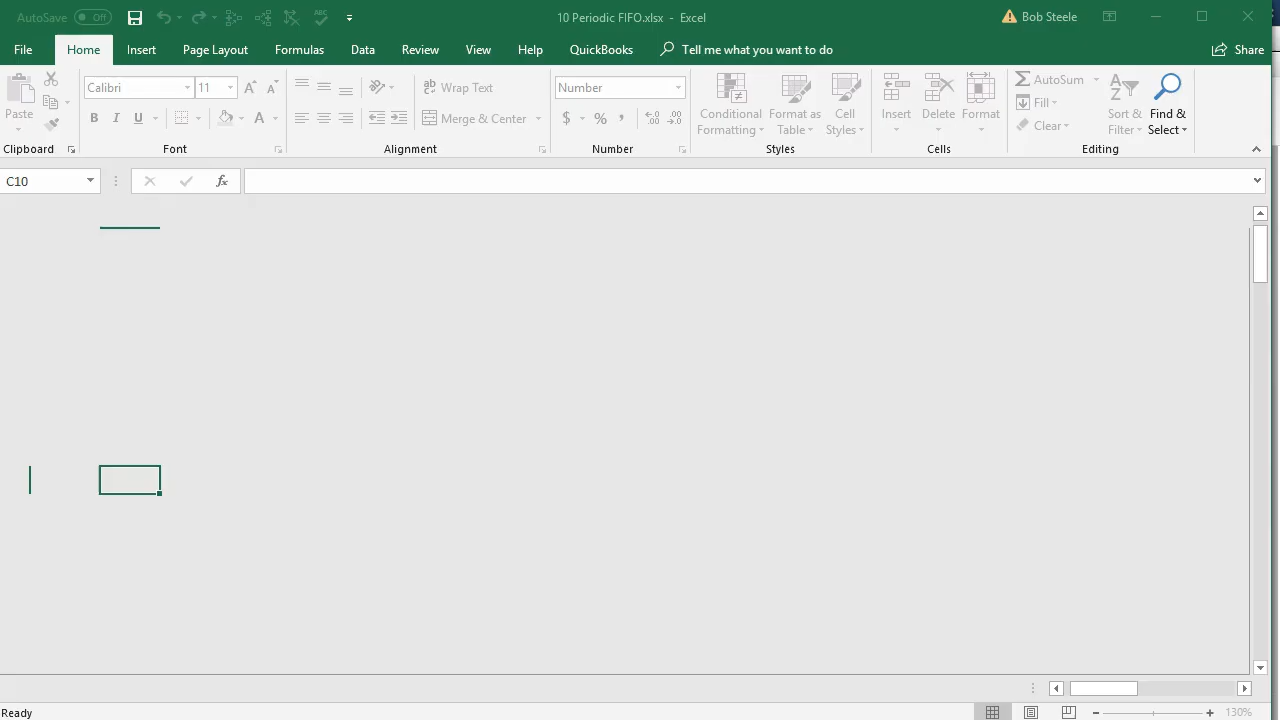 AutoSave Off 10 Periodic FIFO.xlsx - Excel Bob Steele
File Home Insert Page Layout Formulas Data Review View Help QuickBooks Tell me what you want to do Share
Paste Calibri 11 B I U ab Wrap Text Merge & Center Number $ % , Conditional Formatting Format as Table Cell Styles Insert Delete Format AutoSum Fill Clear Sort & Filter Find & Select
Clipboard Font Alignment Number Styles Cells Editing
C10 fx
Ready 130%